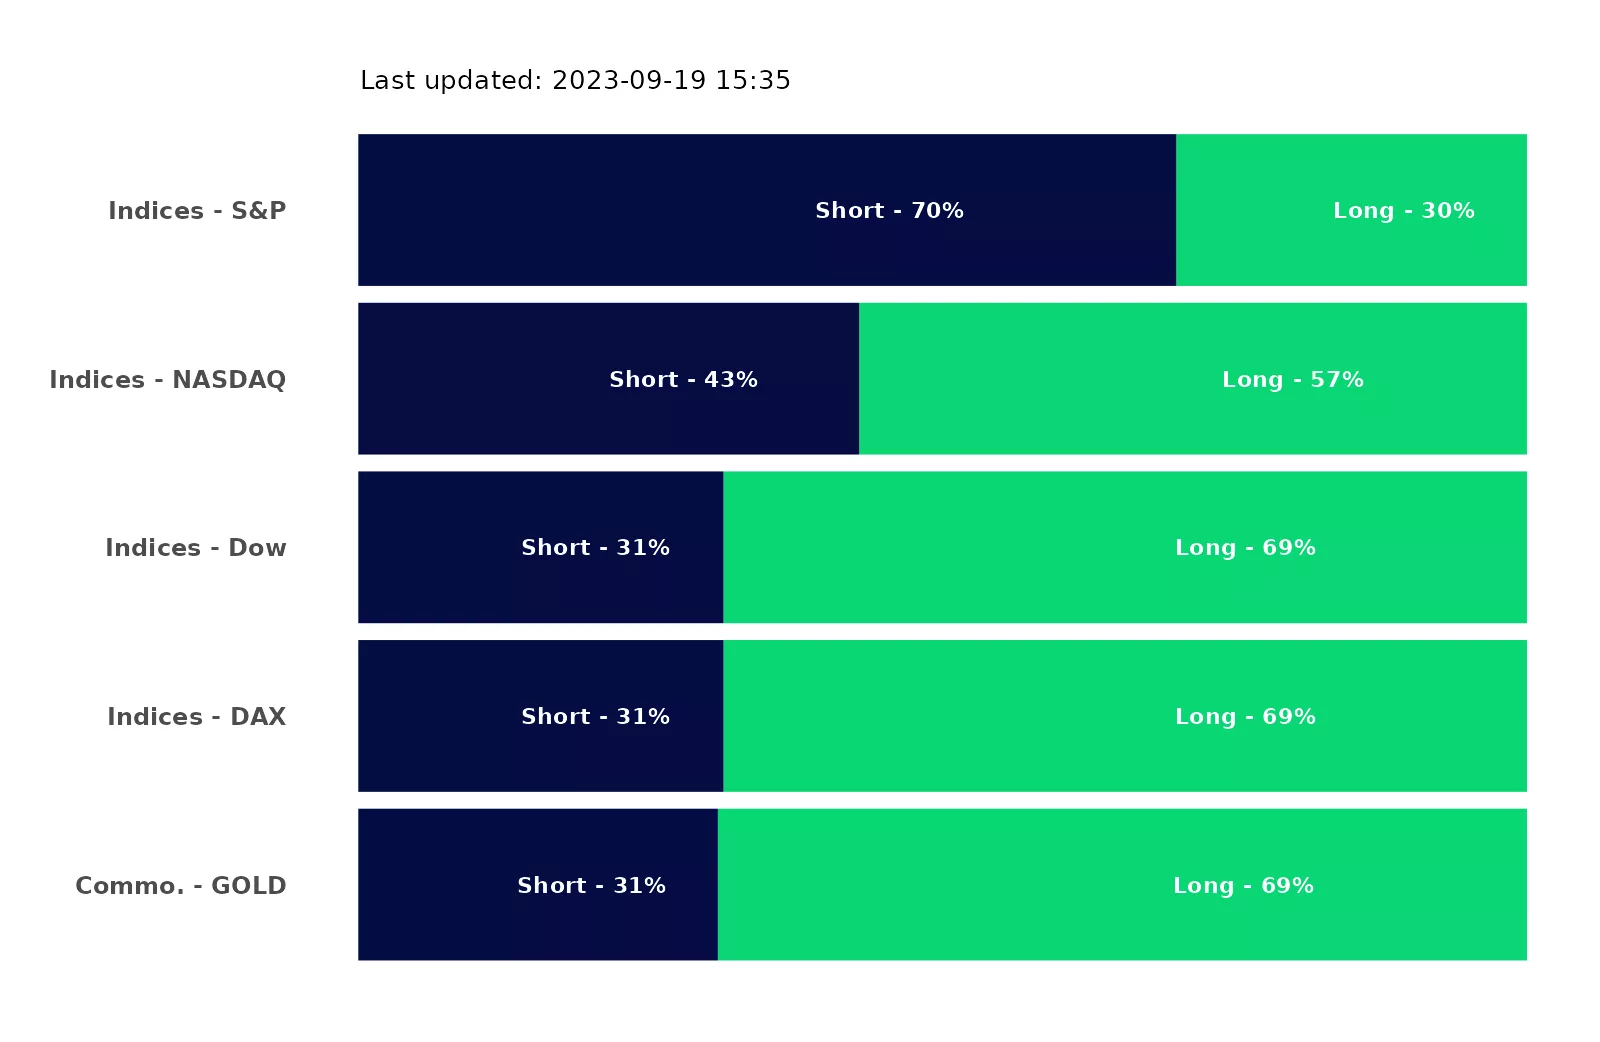 Last updated: 2023-09-19 15:35
Indices - S&P Short - 70% Long - 30%
Indices - NASDAQ Short - 43% Long - 57%
Indices - Dow Short - 31% Long - 69%
Indices - DAX Short - 31% Long - 69%
Commo. - GOLD Short - 31% Long - 69%